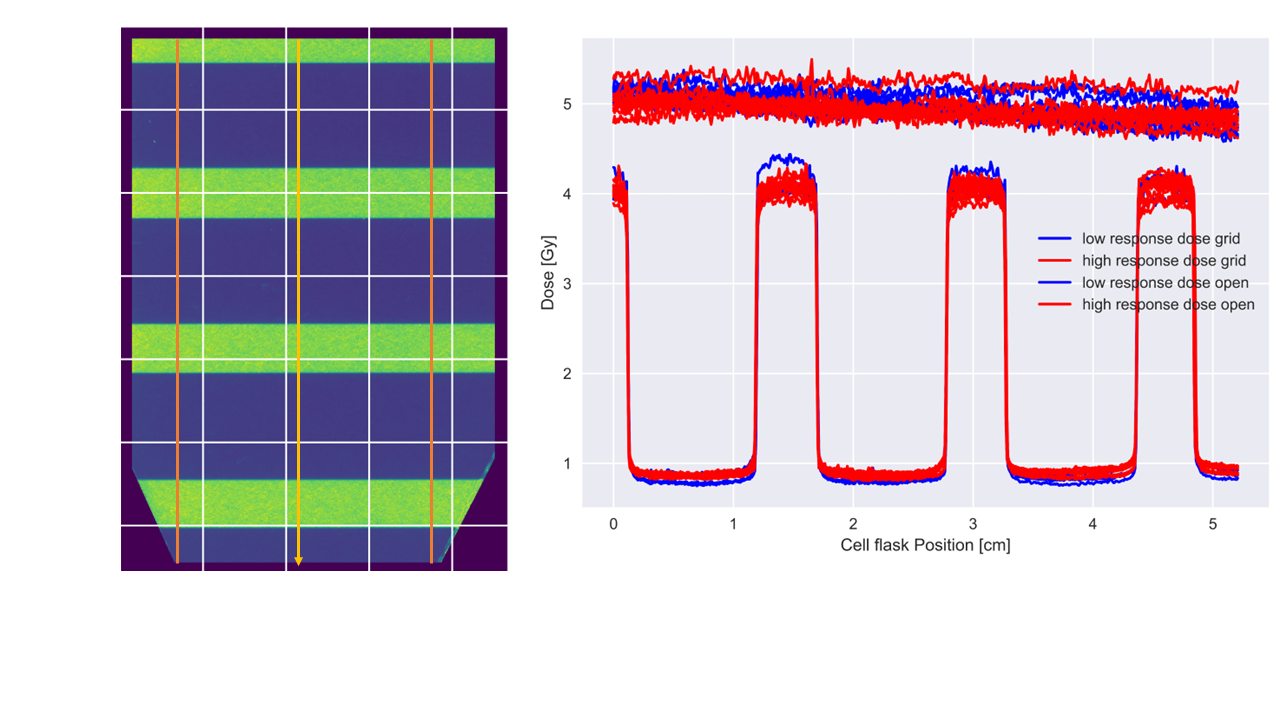 5
4
3
2
1
Dose [Gy]
low response dose grid
high response dose grid
low response dose open
high response dose open
0 1 2 3 4 5
Cell flask Position [cm]